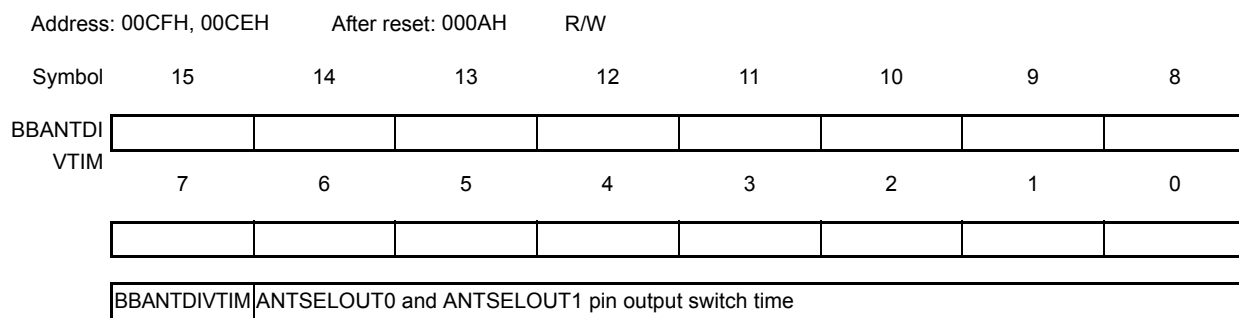 Address: 00CFH, 00CEH After reset: 000AH R/W
Symbol 15 14 13 12 11 10 9 8
BBANTDI
VTIM
7 6 5 4 3 2 1 0
BBANTDIVTIM ANTSELOUT0 and ANTSELOUT1 pin output switch time